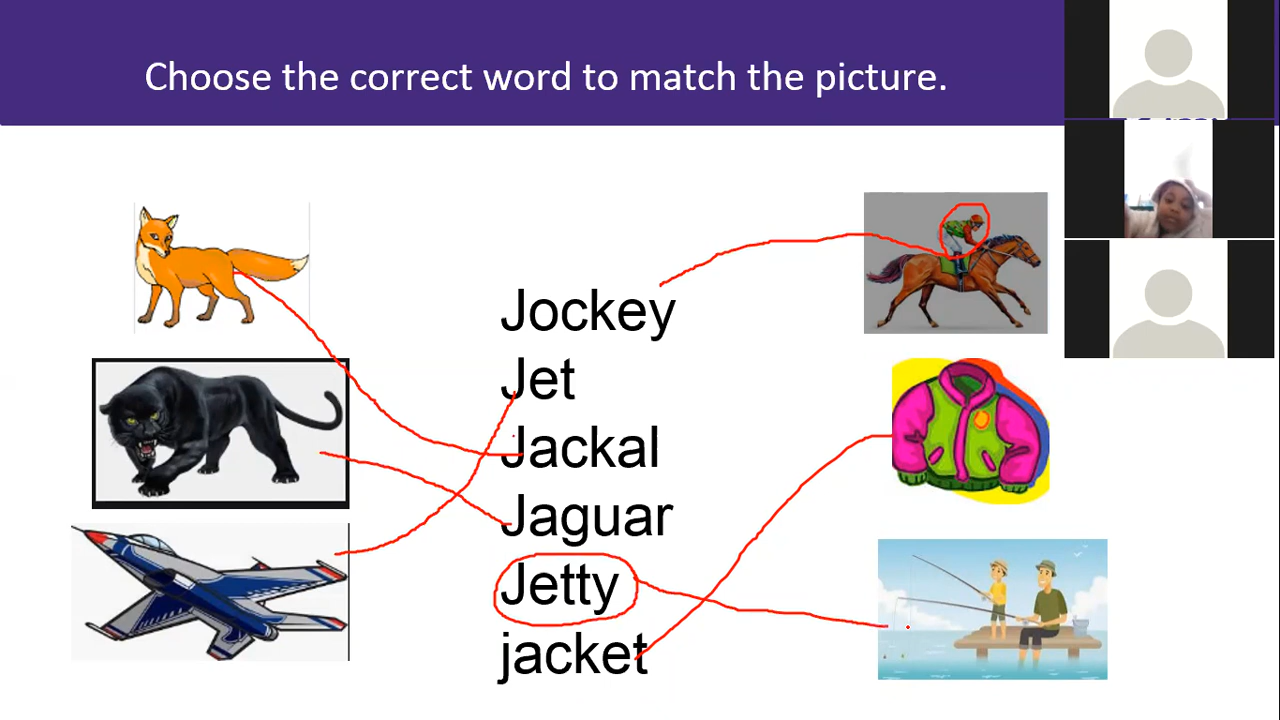 Choose the correct word to match the picture.
Jockey
Jet
Jackal
Jaguar
Jetty
jacket